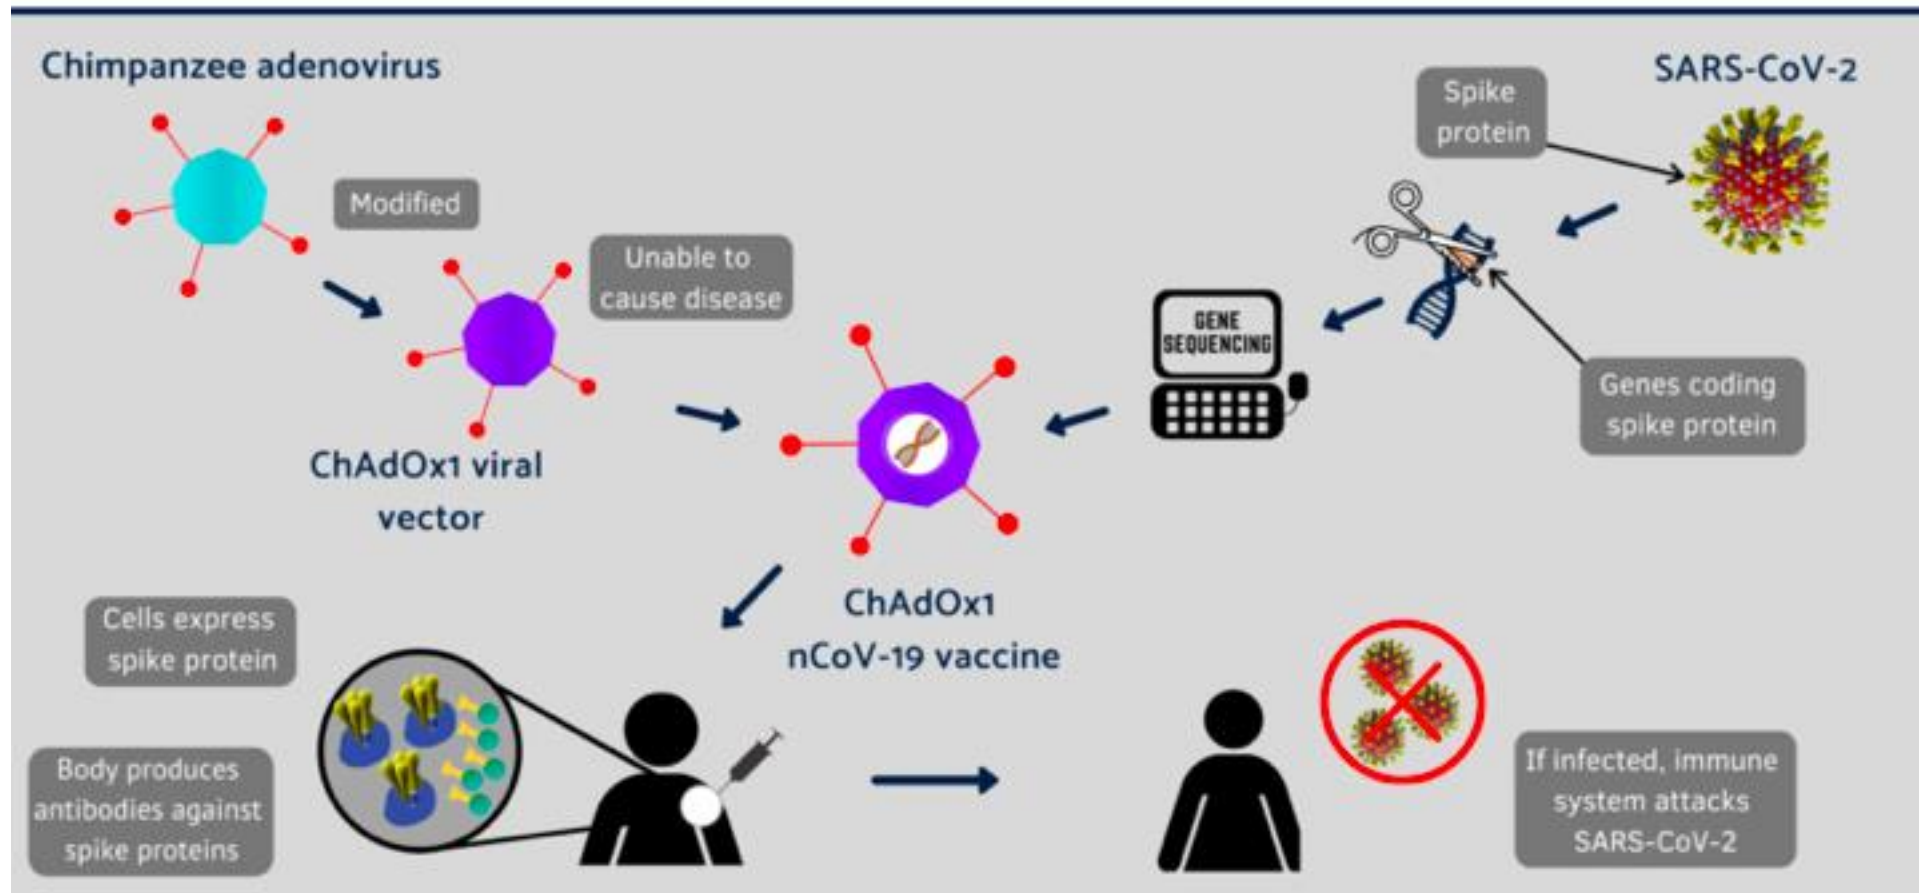 Chimpanzee adenovirus
SARS-CoV-2
Spike
protein
Modified
Unable to
cause disease
GENE
SEQUENCING
Genes coding
spike protein
ChAdOx1 viral
vector
ChAdOx1
nCoV-19 vaccine
Cells express
spike protein
Body produces
antibodies against
spike proteins
If infected, immune
system attacks
SARS-CoV-2